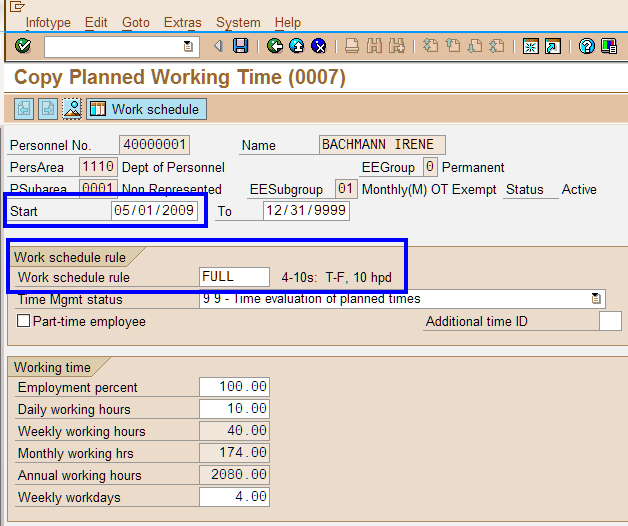 Infotype Edit Goto Extras System Help
Copy Planned Working Time (0007)
Work schedule
Personnel No. 40000001 Name BACHMANN IRENE
PersArea 1110 Dept of Personnel EEGroup 0 Permanent
PSubarea 0001 Non Represented EESubgroup 01 Monthly(M) OT Exempt Status Active
Start 05/01/2009 To 12/31/9999
Work schedule rule
Work schedule rule FULL 4-10s: T-F, 10 hpd
Time Mgmt status 9 9 - Time evaluation of planned times
Part-time employee Additional time ID
Working time
Employment percent 100.00
Daily working hours 10.00
Weekly working hours 40.00
Monthly working hrs 174.00
Annual working hours 2080.00
Weekly workdays 4.00